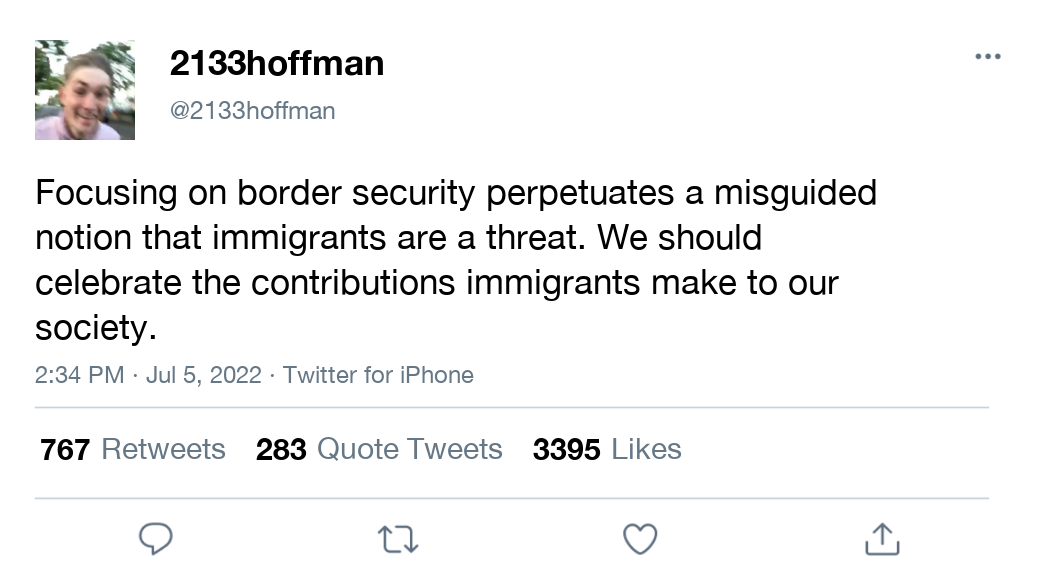 2133hoffman
@2133hoffman
Focusing on border security perpetuates a misguided
notion that immigrants are a threat. We should
celebrate the contributions immigrants make to our
society.
2:34 PM · Jul 5, 2022 · Twitter for iPhone
767 Retweets 283 Quote Tweets 3395 Likes